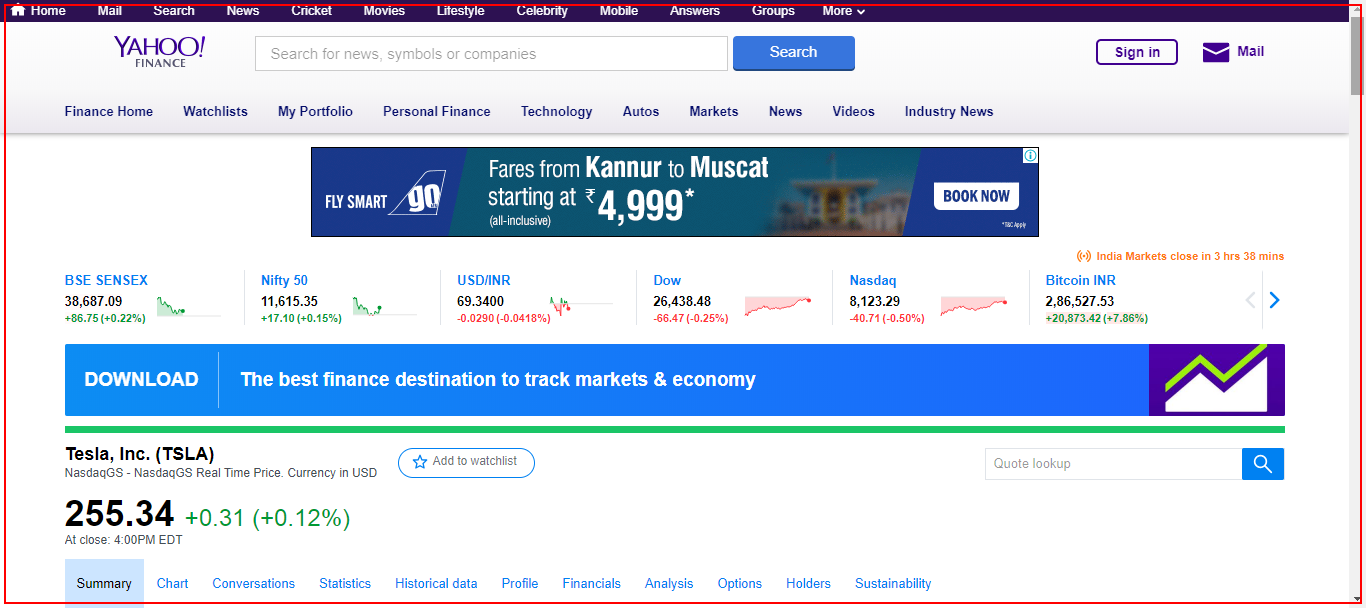 Home Mail Search News Cricket Movies Lifestyle Celebrity Mobile Answers Groups More
YAHOO!
FINANCE
Search for news, symbols or companies
Search
Sign in
Mail
Finance Home Watchlists My Portfolio Personal Finance Technology Autos Markets News Videos Industry News
FLY SMART go
Fares from Kannur to Muscat
starting at ₹4,999*
(all-inclusive)
BOOK NOW
*T&C Apply
India Markets close in 3 hrs 38 mins
BSE SENSEX Nifty 50 USD/INR Dow Nasdaq Bitcoin INR
38,687.09 11,615.35 69.3400 26,438.48 8,123.29 2,86,527.53
+86.75 (+0.22%) +17.10 (+0.15%) -0.0290 (-0.0418%) -66.47 (-0.25%) -40.71 (-0.50%) +20,873.42 (+7.86%)
DOWNLOAD The best finance destination to track markets & economy
Tesla, Inc. (TSLA)
NasdaqGS - NasdaqGS Real Time Price. Currency in USD
Add to watchlist
Quote lookup
255.34 +0.31 (+0.12%)
At close: 4:00PM EDT
Summary Chart Conversations Statistics Historical data Profile Financials Analysis Options Holders Sustainability